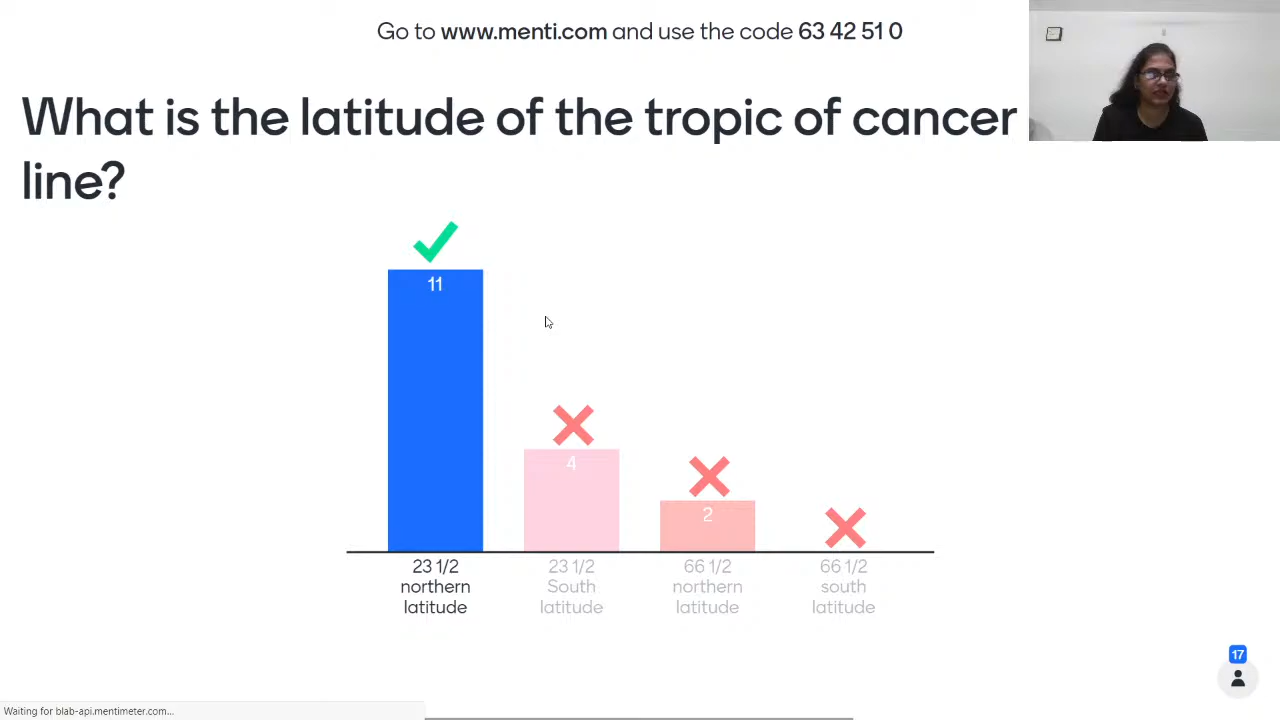 Go to www.menti.com and use the code 63 42 51 0
What is the latitude of the tropic of cancer
line?
11
4
2
23 1/2
northern
latitude
23 1/2
South
latitude
66 1/2
northern
latitude
66 1/2
south
latitude
17
Waiting for blab-api.mentimeter.com...